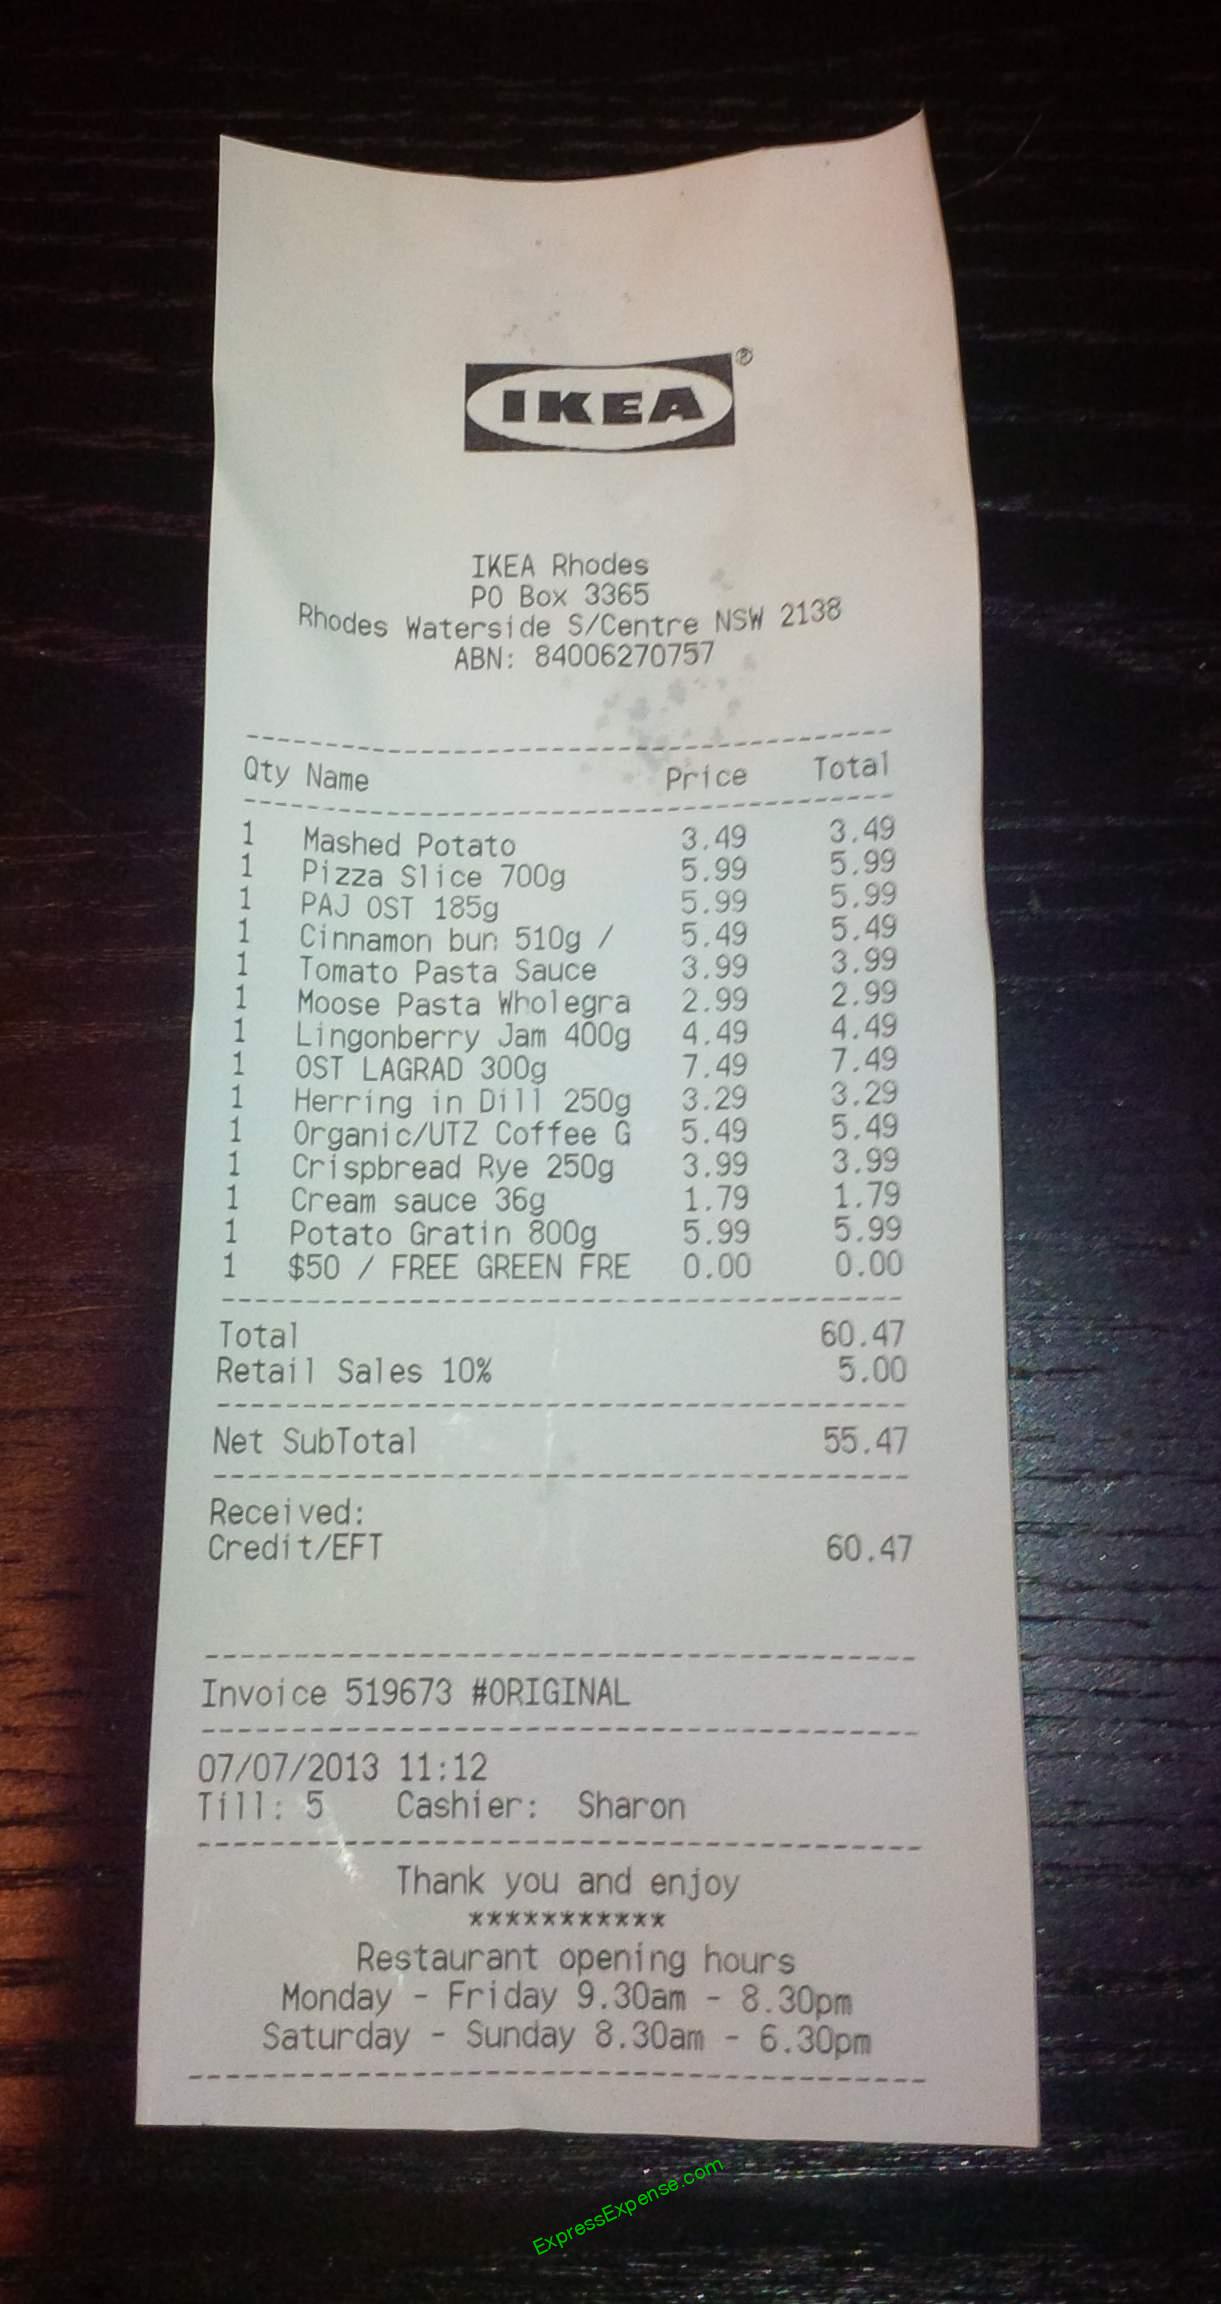 IKEA®
IKEA Rhodes
PO Box 3365
Rhodes Waterside S/Centre NSW 2138
ABN: 84006270757
Qty Name Price Total
1 Mashed Potato 3.49 3.49
1 Pizza Slice 700g 5.99 5.99
1 PAJ OST 185g 5.99 5.99
1 Cinnamon bun 510g / 5.49 5.49
1 Tomato Pasta Sauce 3.99 3.99
1 Moose Pasta Wholegra 2.99 2.99
1 Lingonberry Jam 400g 4.49 4.49
1 OST LAGRAD 300g 7.49 7.49
1 Herring in Dill 250g 3.29 3.29
1 Organic/UTZ Coffee G 5.49 5.49
1 Crispbread Rye 250g 3.99 3.99
1 Cream sauce 36g 1.79 1.79
1 Potato Gratin 800g 5.99 5.99
1 $50 / FREE GREEN FRE 0.00 0.00
Total 60.47
Retail Sales 10% 5.00
Net SubTotal 55.47
Received:
Credit/EFT 60.47
Invoice 519673 #ORIGINAL
07/07/2013 11:12
Till: 5 Cashier: Sharon
Thank you and enjoy
***********
Restaurant opening hours
Monday - Friday 9.30am - 8.30pm
Saturday - Sunday 8.30am - 6.30pm
ExpressExpense.com